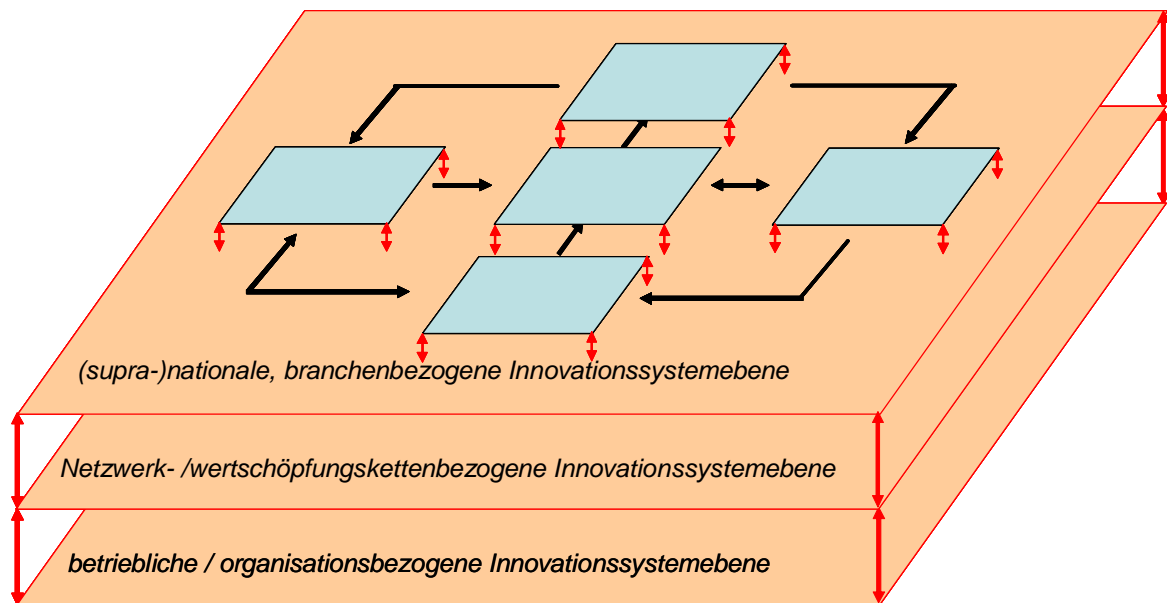 (supra-)nationale, branchenbezogene Innovationssystemebene
Netzwerk- /wertschöpfungskettenbezogene Innovationssystemebene
betriebliche / organisationsbezogene Innovationssystemebene